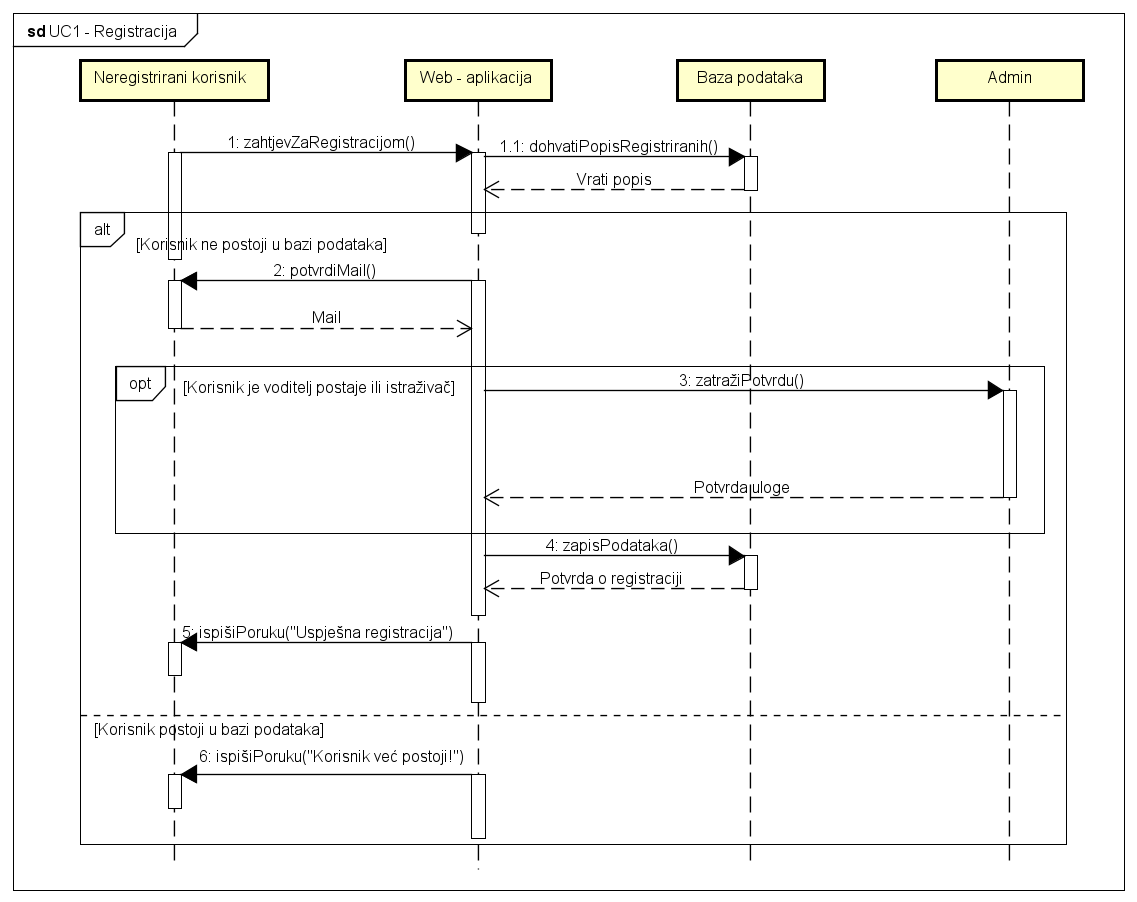 sd UC1 - Registracija
Neregistrirani korisnik
Web - aplikacija
Baza podataka
Admin
1: zahtjevZaRegistracijom()
1.1: dohvatiPopisRegistriranih()
Vrati popis
alt
[Korisnik ne postoji u bazi podataka]
2: potvrdiMail()
Mail
opt
[Korisnik je voditelj postaje ili istraživač]
3: zatražiPotvrdu()
Potvrda uloge
4: zapisPodataka()
Potvrda o registraciji
5: ispišiPoruku("Uspješna registracija")
[Korisnik postoji u bazi podataka]
6: ispišiPoruku("Korisnik već postoji!")